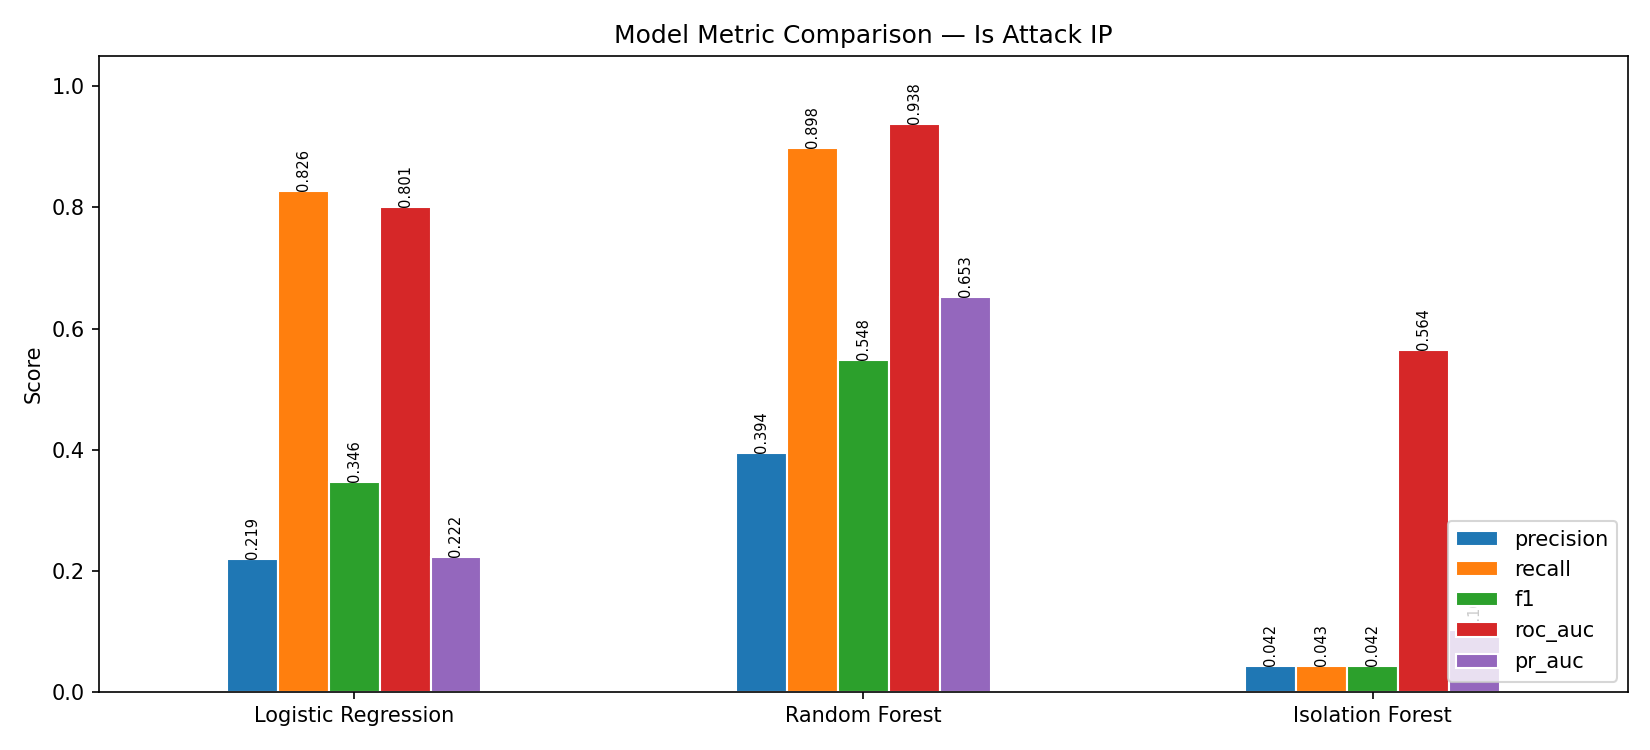 Model Metric Comparison — Is Attack IP
Score
1.0
0.8
0.6
0.4
0.2
0.0
0.219
0.826
0.346
0.801
0.222
0.394
0.898
0.548
0.938
0.653
0.042
0.043
0.042
0.564
precision
recall
f1
roc_auc
pr_auc
Logistic Regression
Random Forest
Isolation Forest